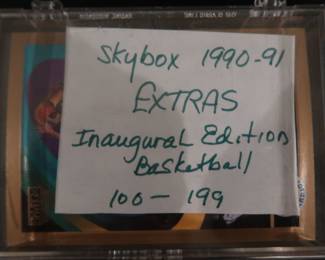 Skybox 1990-91
EXTRAS
Inaugural Edition
Basketball
100 - 199